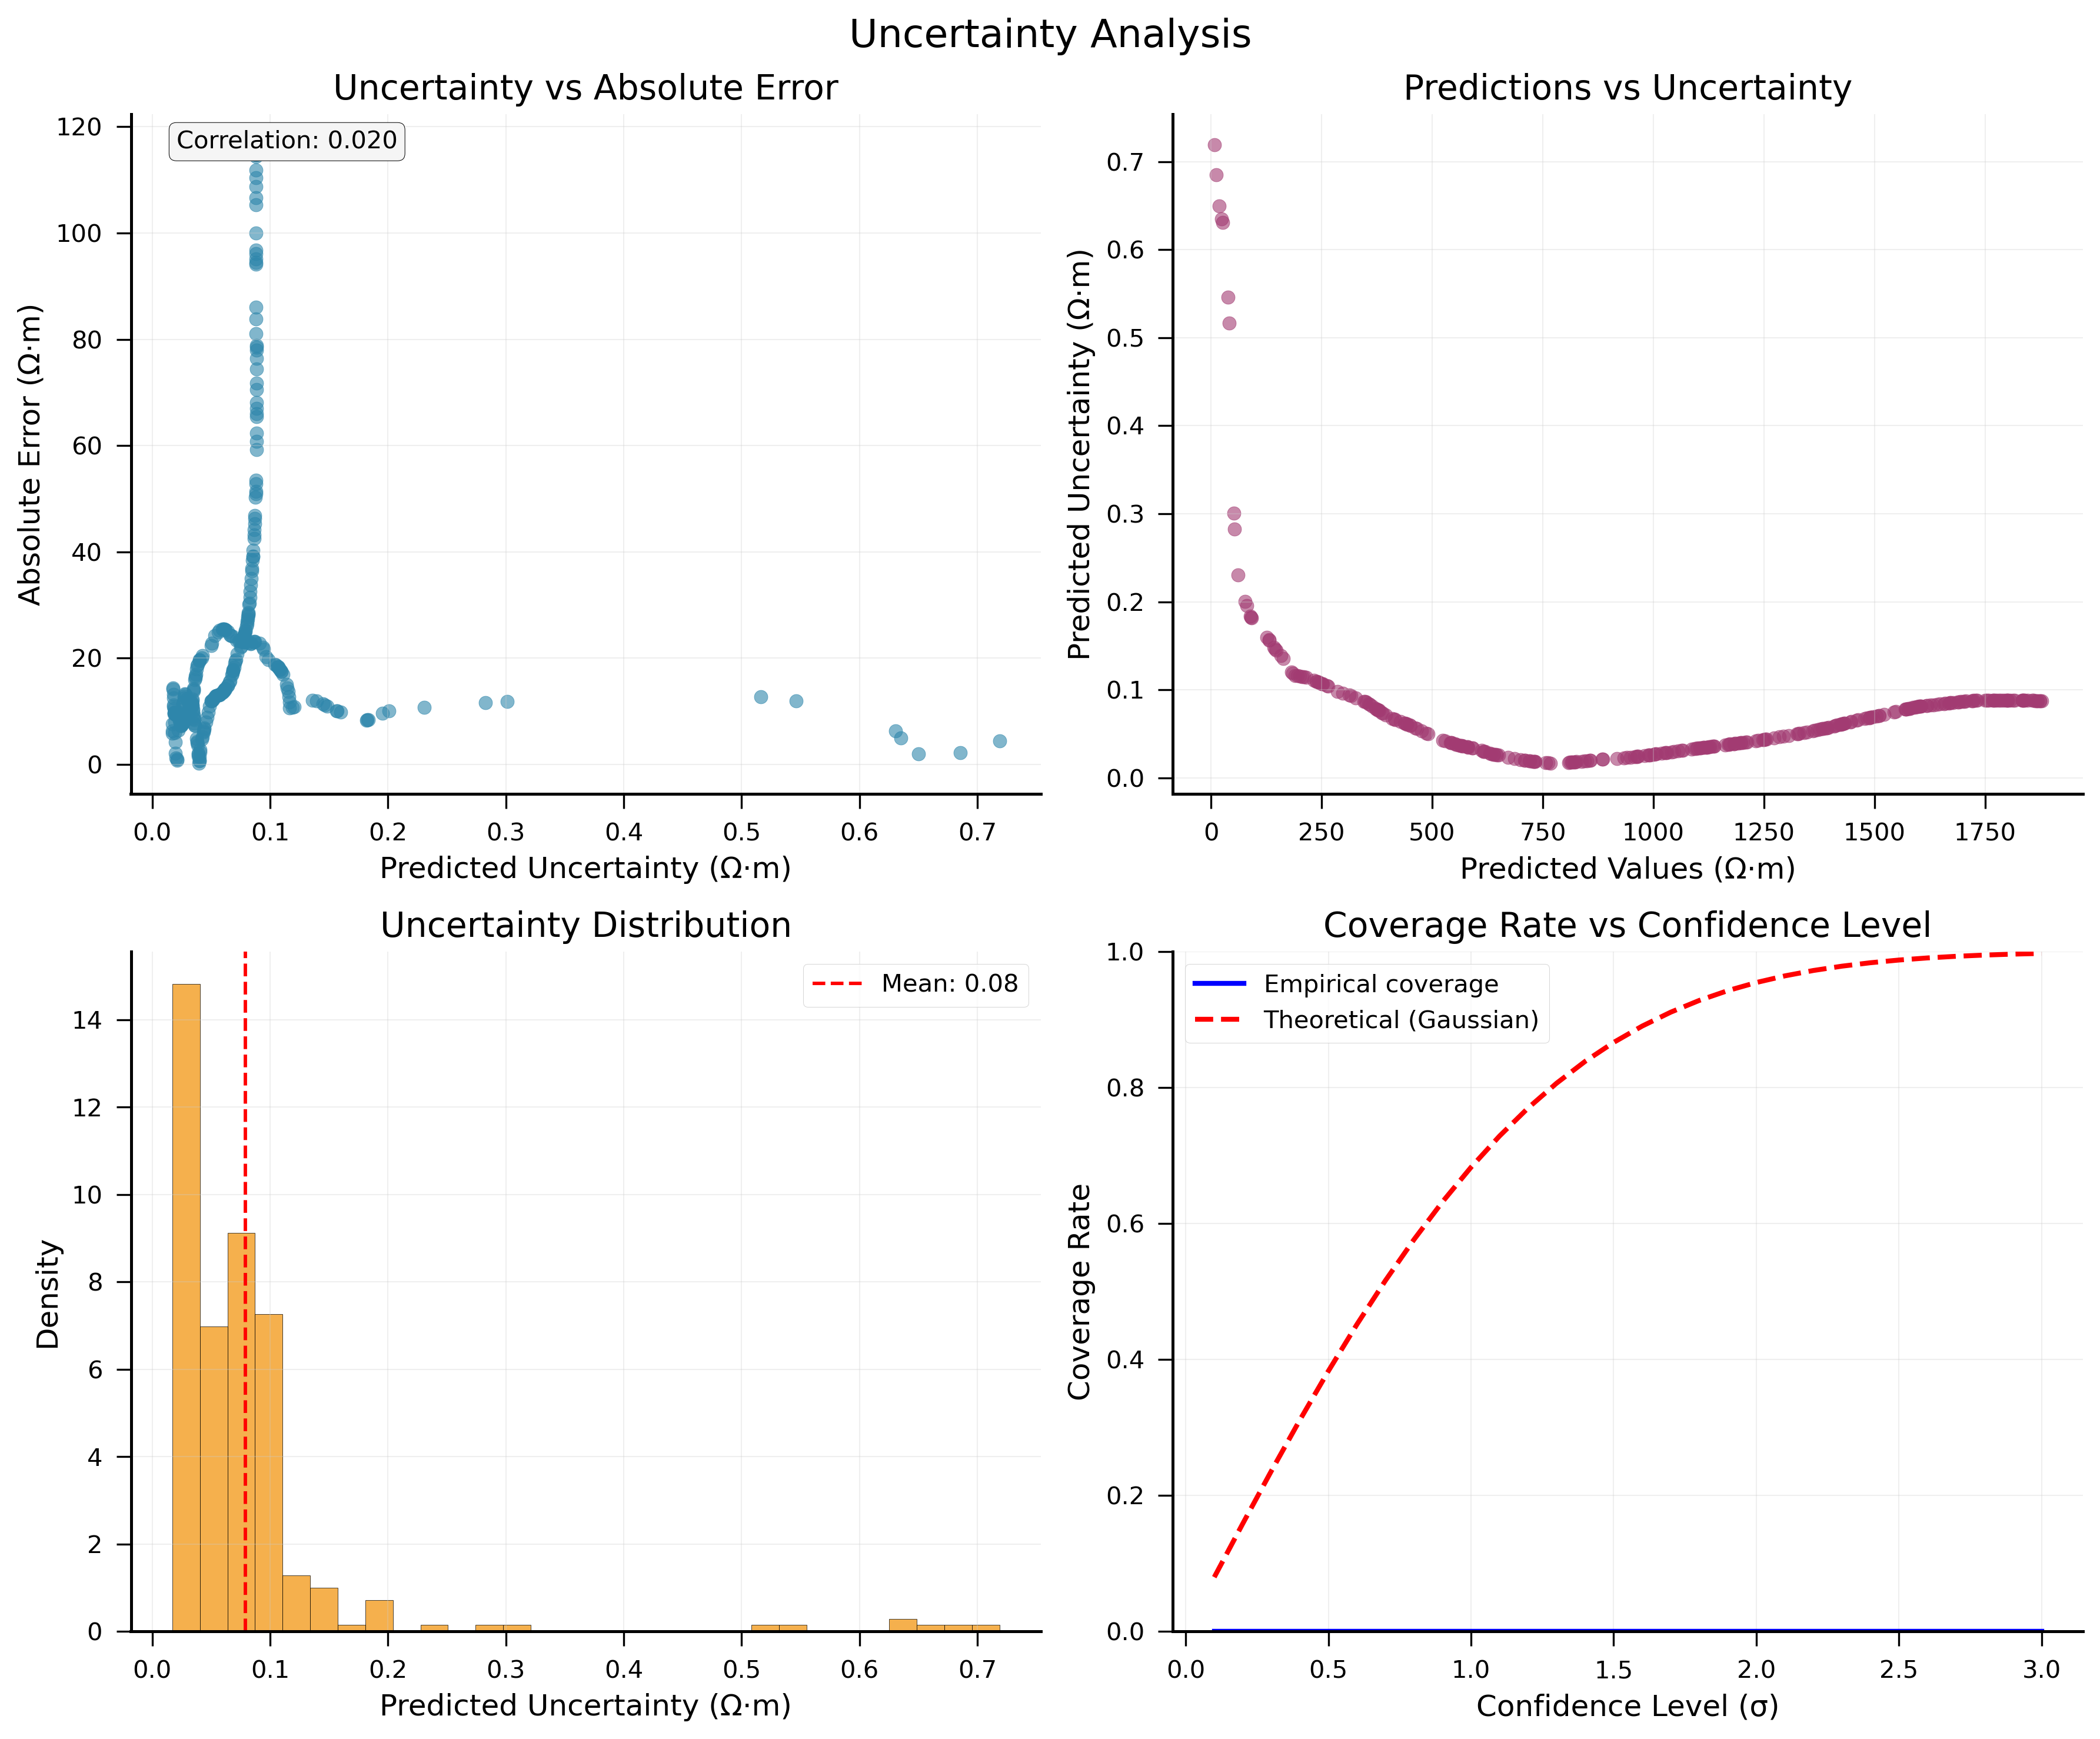 Uncertainty Analysis
Uncertainty vs Absolute Error
Correlation: 0.020
120
100
80
60
40
20
0
Absolute Error (Ω·m)
0.0 0.1 0.2 0.3 0.4 0.5 0.6 0.7
Predicted Uncertainty (Ω·m)
Predictions vs Uncertainty
0.7
0.6
0.5
0.4
0.3
0.2
0.1
0.0
Predicted Uncertainty (Ω·m)
0 250 500 750 1000 1250 1500 1750
Predicted Values (Ω·m)
Uncertainty Distribution
Mean: 0.08
14
12
10
8
6
4
2
0
Density
0.0 0.1 0.2 0.3 0.4 0.5 0.6 0.7
Predicted Uncertainty (Ω·m)
Coverage Rate vs Confidence Level
Empirical coverage
Theoretical (Gaussian)
1.0
0.8
0.6
0.4
0.2
0.0
Coverage Rate
0.0 0.5 1.0 1.5 2.0 2.5 3.0
Confidence Level (σ)